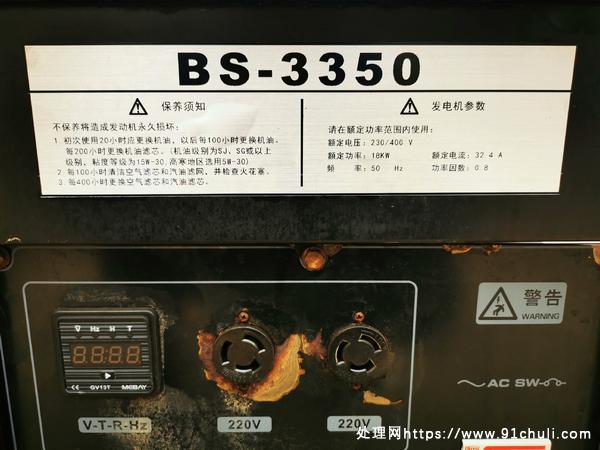 BS-3350
保养须知
不保养将造成发动机永久损坏:
1.初次使用20小时应更换机油, 以后每100小时更换机油,
每200小时更换机油滤芯。(机油级别为SJ、SG或以上
级别, 粘度等级为15W-30, 高寒地区选用5W-30)
2.每100小时清洁空气滤芯和汽油滤网, 并检查火花塞。
3.每400小时更换空气滤芯和汽油滤芯。
发电机参数
请在额定功率范围内使用:
额定电压: 230/400 V
额定功率: 18KW 额定电流: 32.4 A
频 率: 50 Hz 功率因数: 0.8
警告
WARNING
V Hz H T
8888
CE GV13T MEBAY
V-T-R-Hz
220V
220V
AC SW
处理网https://www.91chuli.com/